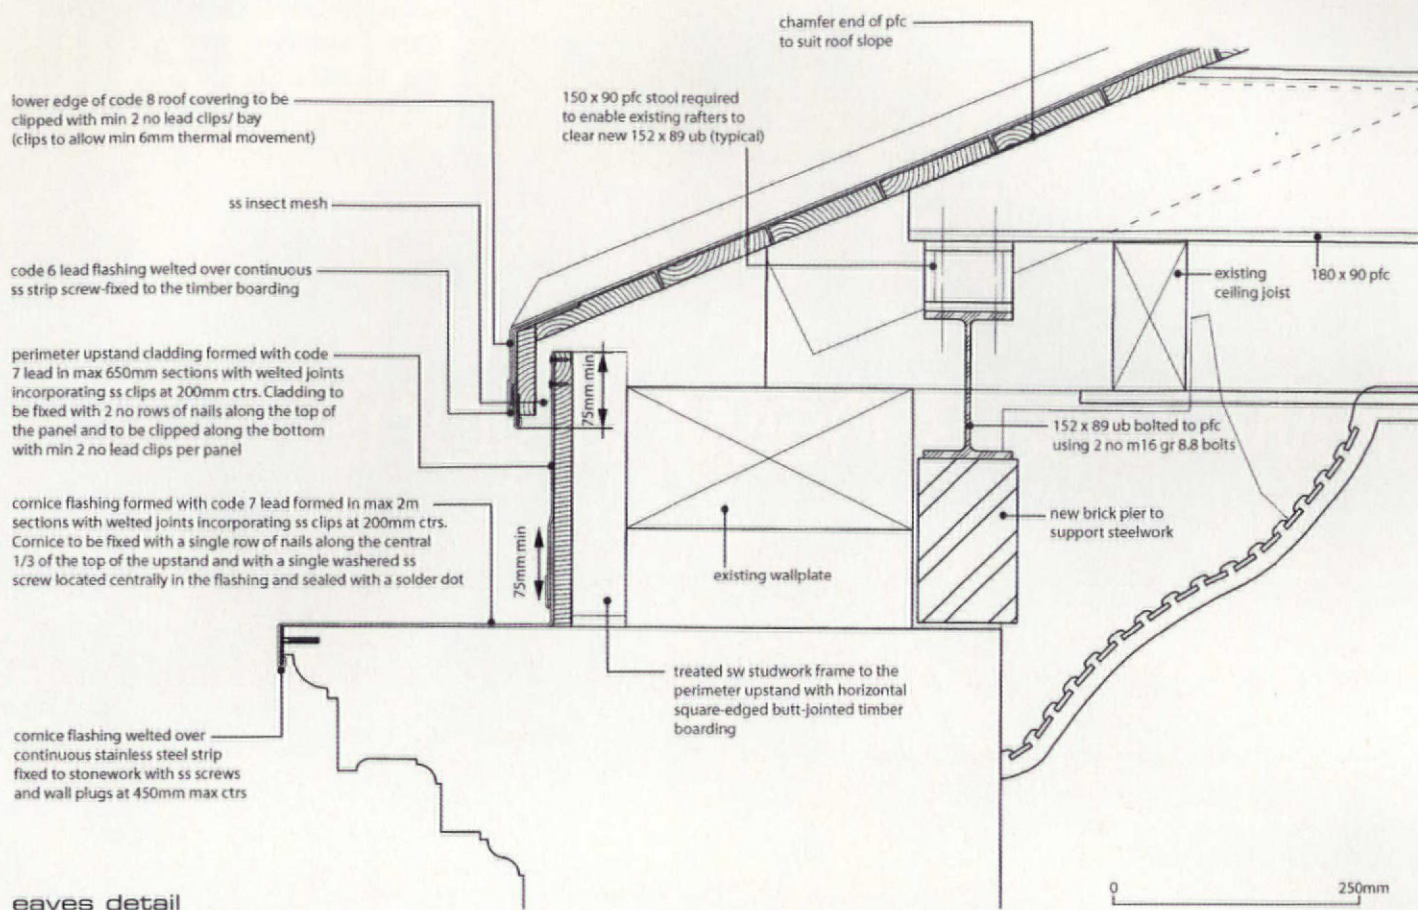 chamfer end of pfc
to suit roof slope
lower edge of code 8 roof covering to be
clipped with min 2 no lead clips/ bay
(clips to allow min 6mm thermal movement)
150 x 90 pfc stool required
to enable existing rafters to
clear new 152 x 89 ub (typical)
ss insect mesh
code 6 lead flashing welted over continuous
ss strip screw-fixed to the timber boarding
existing
ceiling joist
180 x 90 pfc
perimeter upstand cladding formed with code
7 lead in max 650mm sections with welted joints
incorporating ss clips at 200mm ctrs. Cladding to
be fixed with 2 no rows of nails along the top of
the panel and to be clipped along the bottom
with min 2 no lead clips per panel
75mm min
152 x 89 ub bolted to pfc
using 2 no m16 gr 8.8 bolts
cornice flashing formed with code 7 lead formed in max 2m
sections with welted joints incorporating ss clips at 200mm ctrs.
Cornice to be fixed with a single row of nails along the central
1/3 of the top of the upstand and with a single washered ss
screw located centrally in the flashing and sealed with a solder dot
75mm min
existing wallplate
new brick pier to
support steelwork
treated sw studwork frame to the
perimeter upstand with horizontal
square-edged butt-jointed timber
boarding
cornice flashing welted over
continuous stainless steel strip
fixed to stonework with ss screws
and wall plugs at 450mm max ctrs
eaves detail
0
250mm